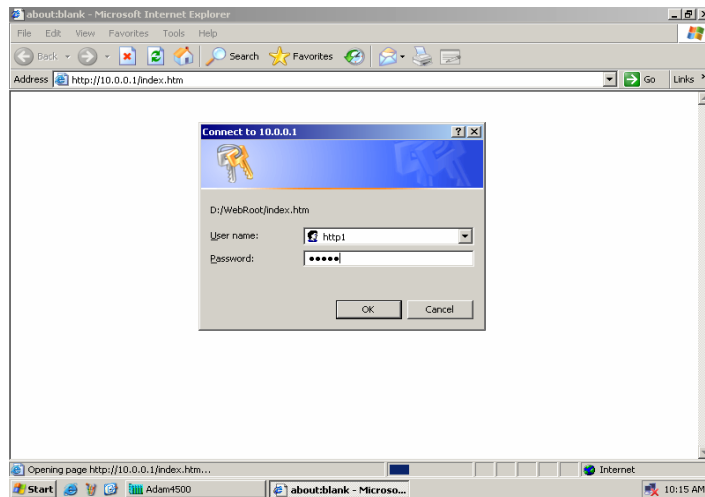 about:blank - Microsoft Internet Explorer
File Edit View Favorites Tools Help
Back Search Favorites
Address http://10.0.0.1/index.htm Go Links
Connect to 10.0.0.1
D:/WebRoot/index.htm
User name: http1
Password: •••••
OK Cancel
Opening page http://10.0.0.1/index.htm... Internet
Start Adam4500 about:blank - Microso... 10:15 AM